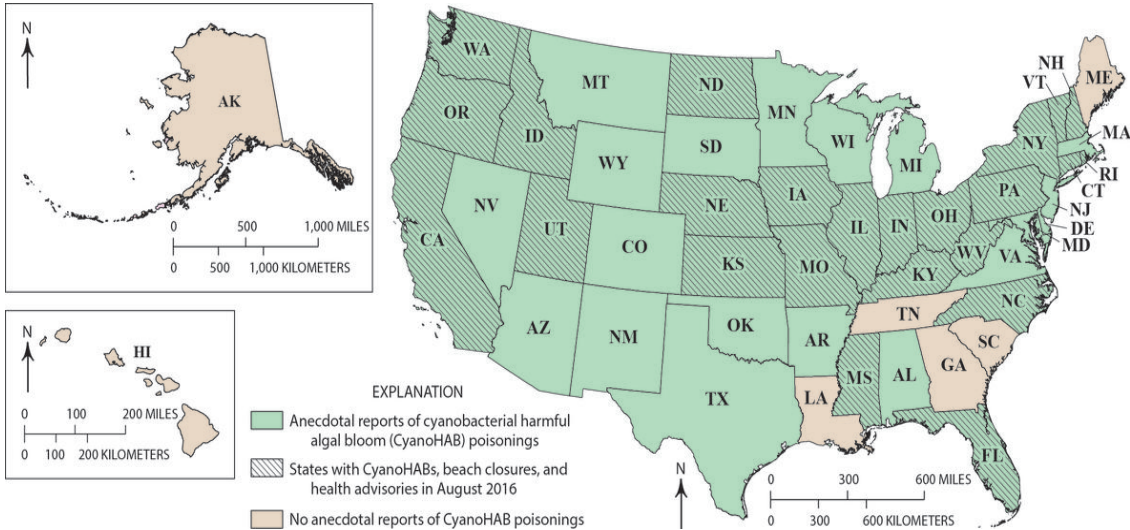 N
AK
0 500 1,000 MILES
0 500 1,000 KILOMETERS
N
HI
0 100 200 MILES
0 100 200 KILOMETERS
WA
MT
ND
MN
OR
ID
WY
SD
WI
MI
NH
VT
ME
NY
MA
RI
CT
NJ
DE
MD
PA
NV
UT
CA
CO
NE
IA
IL
IN
OH
KS
MO
KY
WV
VA
AZ
NM
OK
AR
TN
NC
SC
TX
LA
MS
AL
GA
FL
EXPLANATION
Anecdotal reports of cyanobacterial harmful
algal bloom (CyanoHAB) poisonings
States with CyanoHABs, beach closures, and
health advisories in August 2016
No anecdotal reports of CyanoHAB poisonings
N
0 300 600 MILES
0 300 600 KILOMETERS